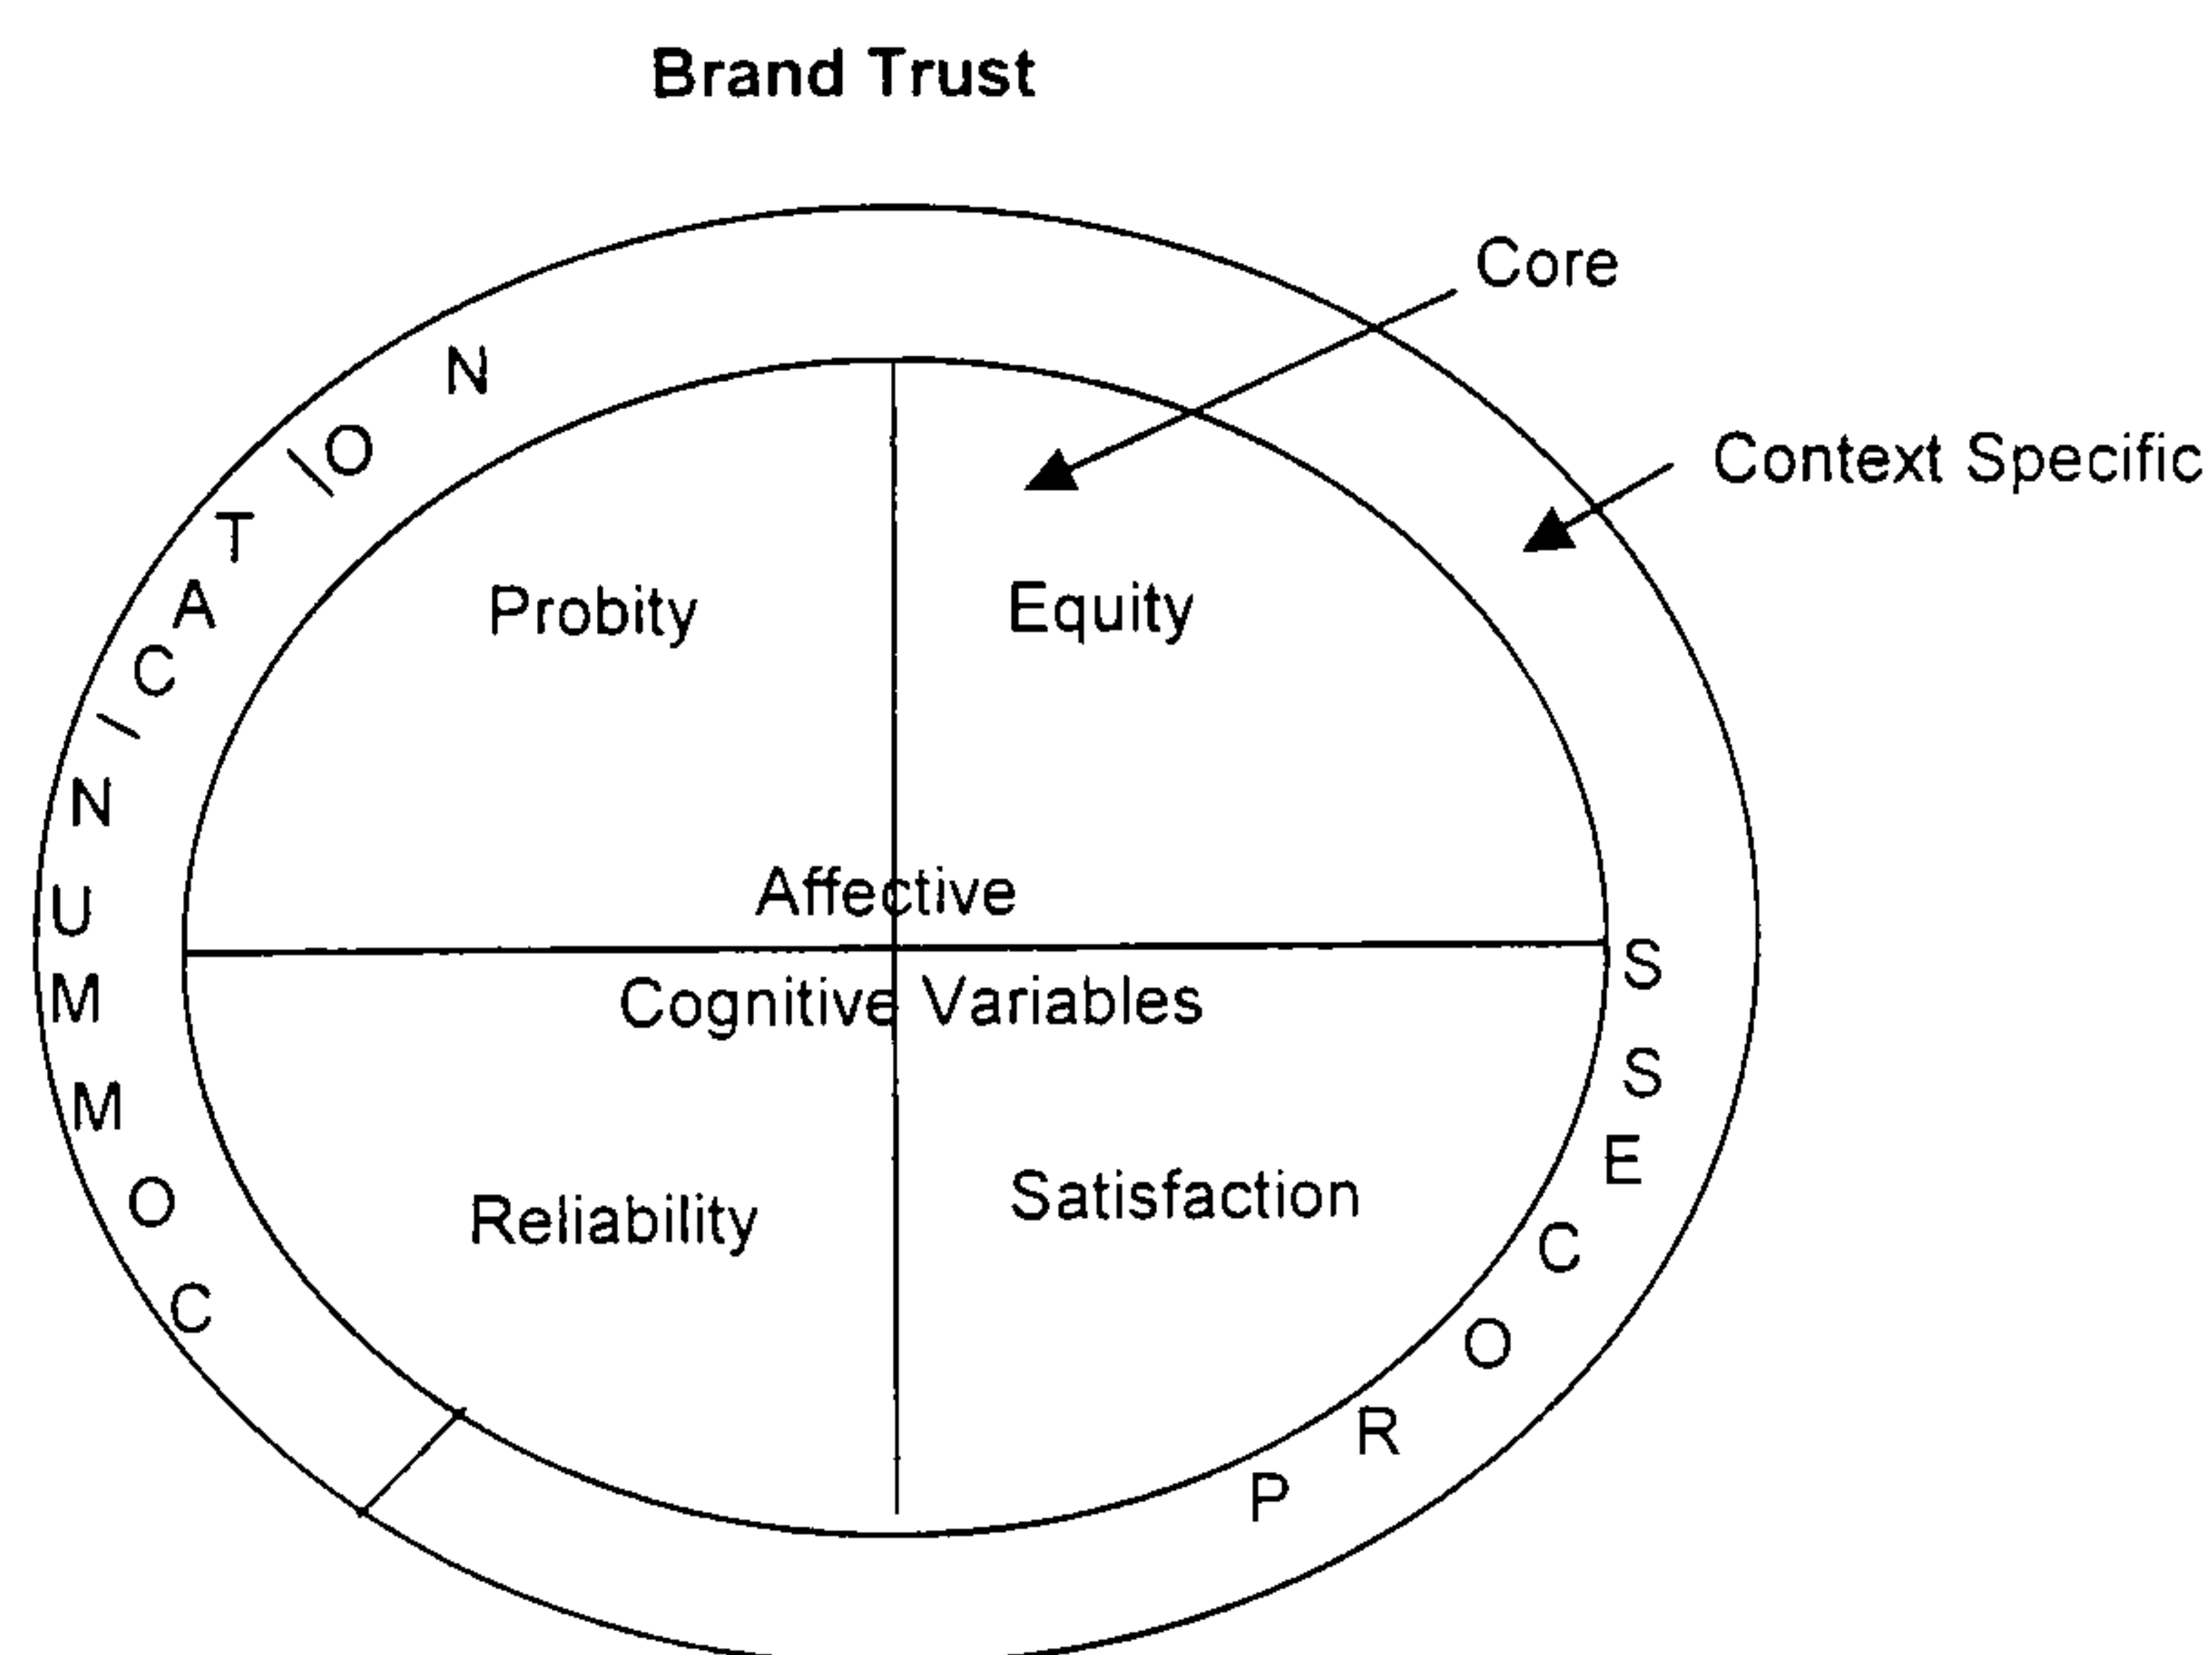 Brand Trust
Core
Context Specific
COMMUNICATION
Probity
Equity
Affective
Cognitive Variables
Reliability
Satisfaction
PROCESS